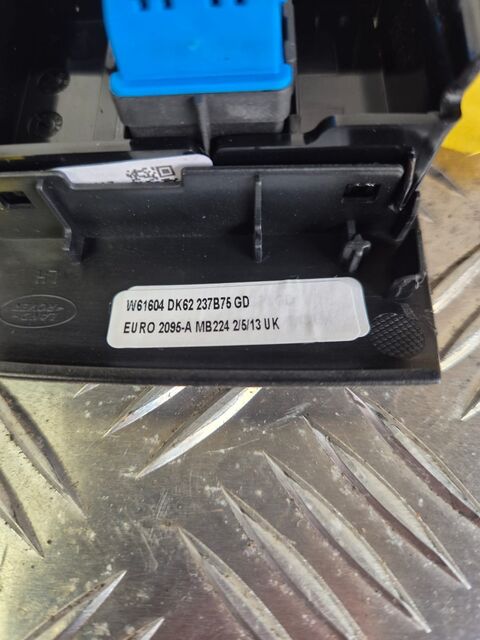 W61604 DK62 237B75 GD
EURO 2095-A MB224 2/5/13 UK